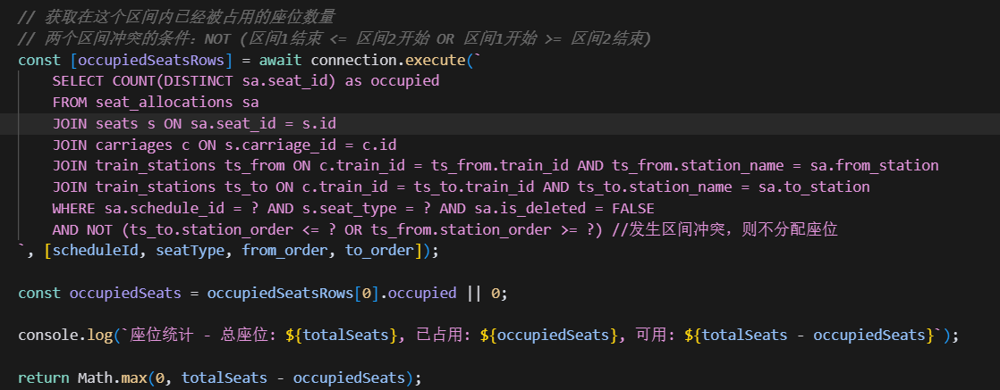 // 获取在这个区间内已经被占用的座位数量
// 两个区间冲突的条件：NOT (区间1结束 <= 区间2开始 OR 区间1开始 >= 区间2结束)
const [occupiedSeatsRows] = await connection.execute(`
    SELECT COUNT(DISTINCT sa.seat_id) as occupied
    FROM seat_allocations sa
    JOIN seats s ON sa.seat_id = s.id
    JOIN carriages c ON s.carriage_id = c.id
    JOIN train_stations ts_from ON c.train_id = ts_from.train_id AND ts_from.station_name = sa.from_station
    JOIN train_stations ts_to ON c.train_id = ts_to.train_id AND ts_to.station_name = sa.to_station
    WHERE sa.schedule_id = ? AND s.seat_type = ? AND sa.is_deleted = FALSE
    AND NOT (ts_to.station_order <= ? OR ts_from.station_order >= ?) //发生区间冲突，则不分配座位
`, [scheduleId, seatType, from_order, to_order]);
const occupiedSeats = occupiedSeatsRows[0].occupied || 0;
console.log(`座位统计 - 总座位: ${totalSeats}, 已占用: ${occupiedSeats}, 可用: ${totalSeats - occupiedSeats}`);
return Math.max(0, totalSeats - occupiedSeats);